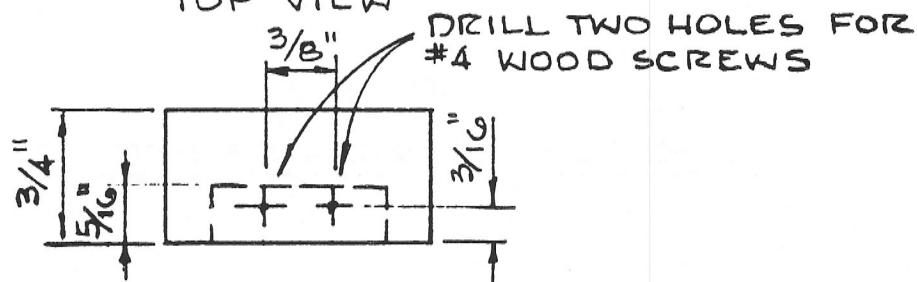 TOP VIEW
DRILL TWO HOLES FOR
#4 WOOD SCREWS
3/8"
3/4"
5/16"
3/16"